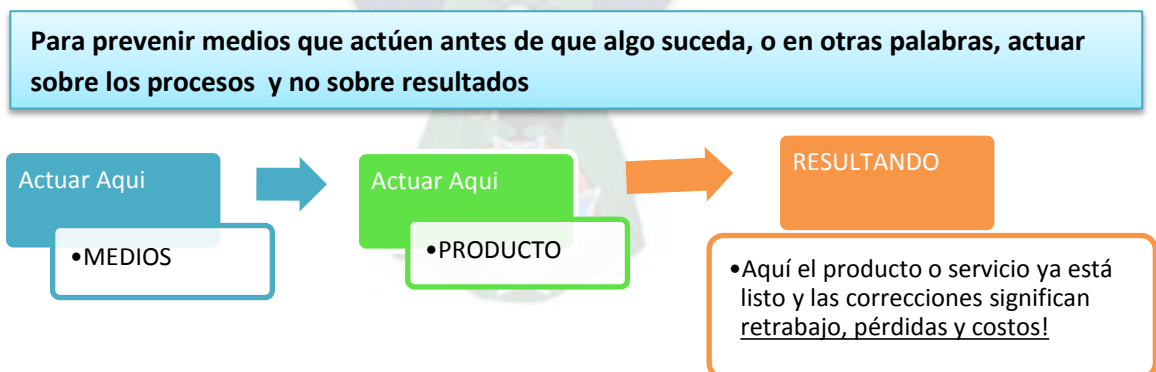 Para prevenir medios que actúen antes de que algo suceda, o en otras palabras, actuar
sobre los procesos y no sobre resultados
Actuar Aqui
•MEDIOS
Actuar Aqui
•PRODUCTO
RESULTANDO
•Aquí el producto o servicio ya está
listo y las correcciones significan
retrabajo, pérdidas y costos!